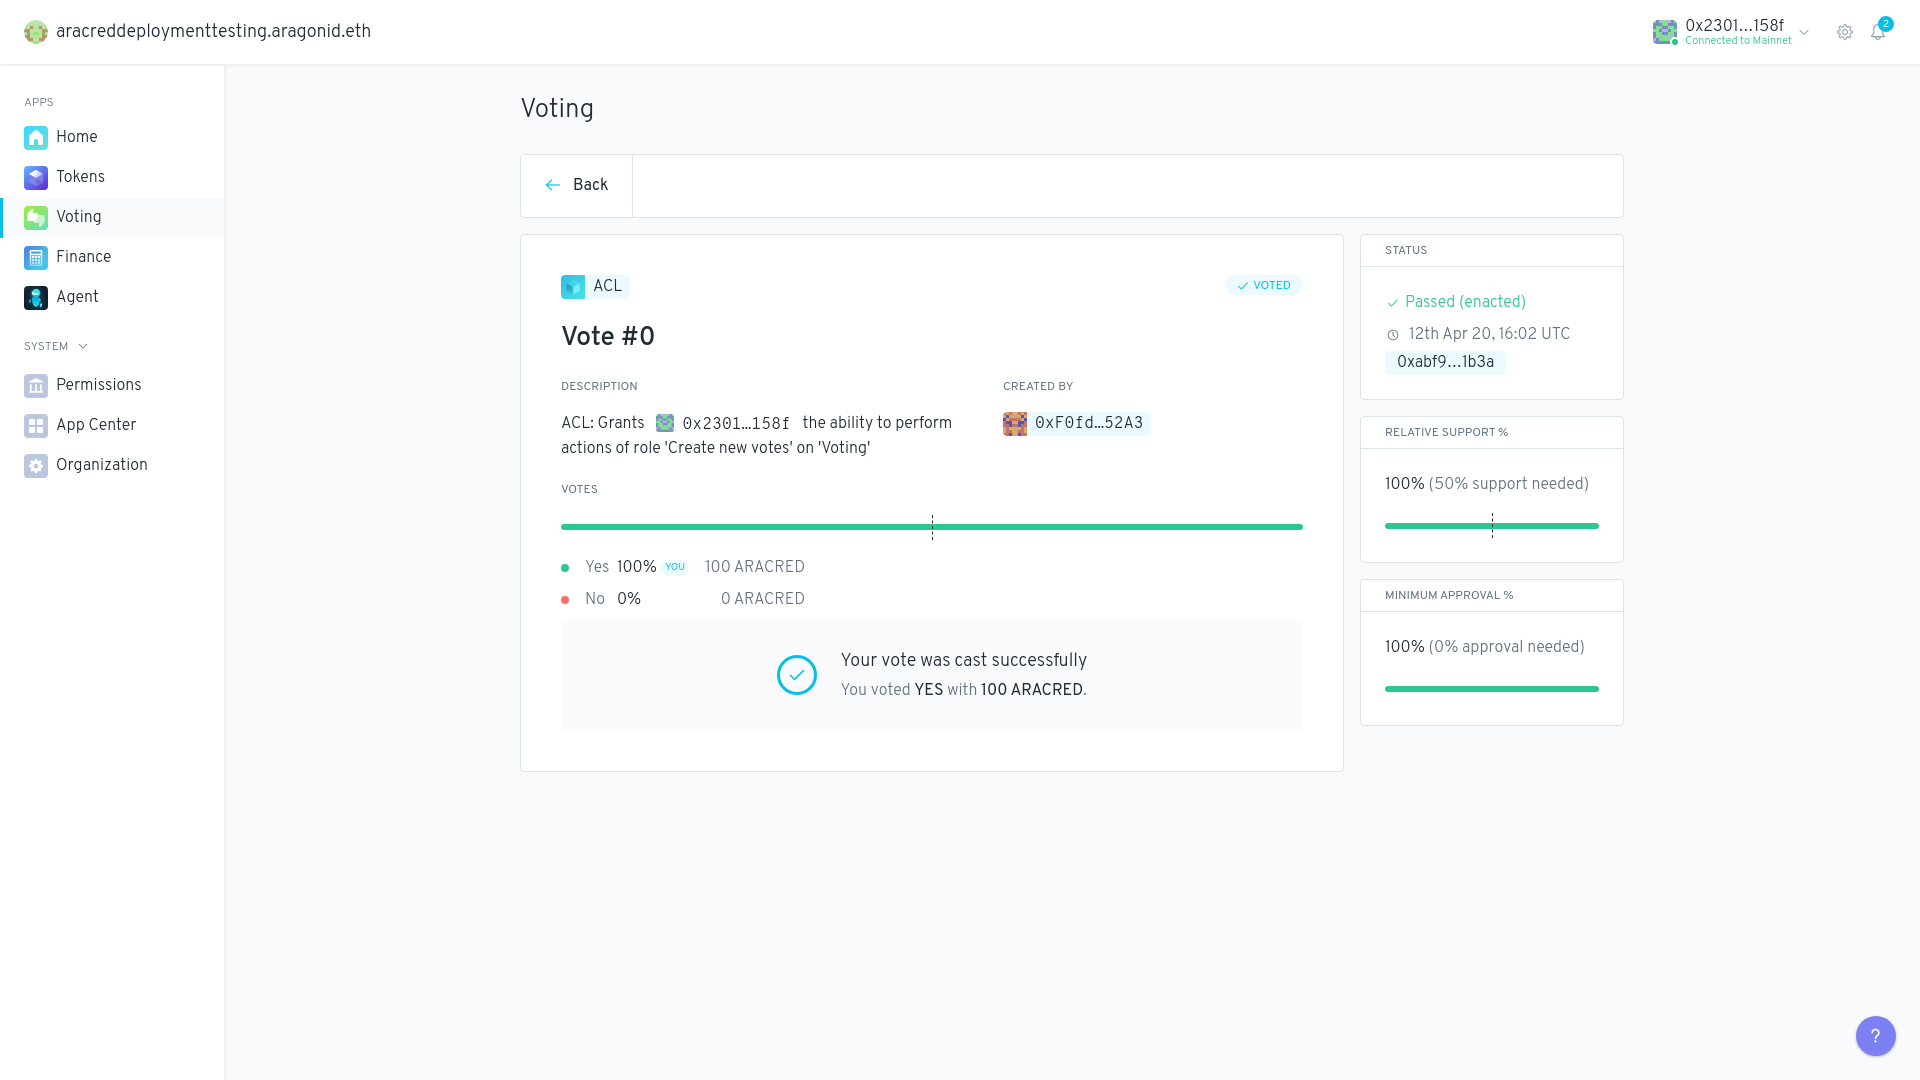 aracreddeploymenttesting.aragonid.eth
0x2301…158f
Connected to Mainnet
2
APPS
Home
Tokens
Voting
Finance
Agent
SYSTEM
Permissions
App Center
Organization
Voting
Back
ACL
VOTED
Vote #0
DESCRIPTION
ACL: Grants 0x2301…158f the ability to perform
actions of role 'Create new votes' on 'Voting'
CREATED BY
0xF0fd…52A3
VOTES
Yes 100% YOU 100 ARACRED
No 0% 0 ARACRED
Your vote was cast successfully
You voted YES with 100 ARACRED.
STATUS
Passed (enacted)
12th Apr 20, 16:02 UTC
0xabf9…1b3a
RELATIVE SUPPORT %
100% (50% support needed)
MINIMUM APPROVAL %
100% (0% approval needed)
?